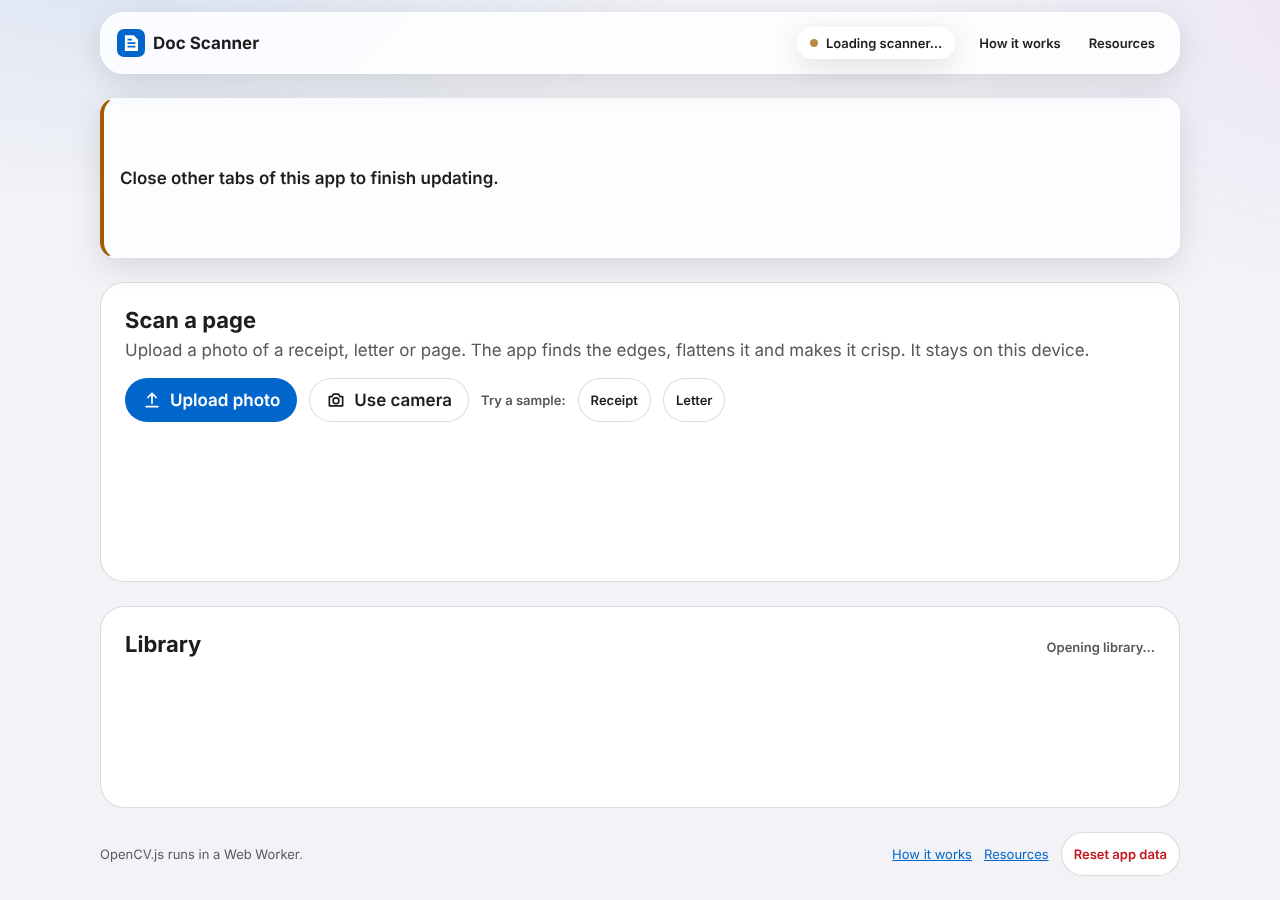 Doc Scanner
Loading scanner...
How it works
Resources
Close other tabs of this app to finish updating.
Scan a page
Upload a photo of a receipt, letter or page. The app finds the edges, flattens it and makes it crisp. It stays on this device.
Upload photo
Use camera
Try a sample:
Receipt
Letter
Library
Opening library...
OpenCV.js runs in a Web Worker.
How it works
Resources
Reset app data